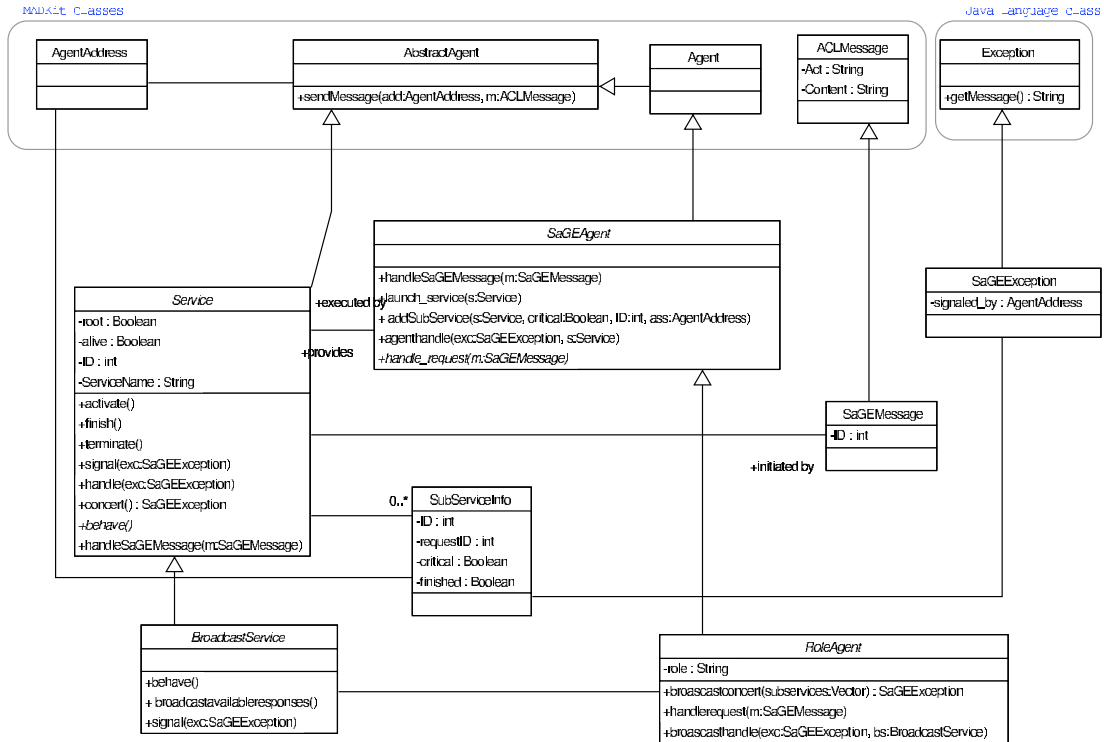 MADKit Classes
Java Language class
AgentAddress
AbstractAgent
+sendMessage(add:AgentAddress, m:ACLMessage)
Agent
ACLMessage
-Act : String
-Content : String
Exception
+getMessage() : String
SaGEAgent
+handleSaGEMessage(m:SaGEMessage)
+launch_service(s:Service)
+ addSubService(s:Service, critical:Boolean, ID:int, ass:AgentAddress)
+agenthandle(exc:SaGEException, s:Service)
+handle_request(m:SaGEMessage)
SaGEException
-signaled_by : AgentAddress
Service
-root : Boolean
-alive : Boolean
-ID : int
-ServiceName : String
+activate()
+finish()
+terminate()
+signal(exc:SaGEException)
+handle(exc:SaGEException)
+concert() : SaGEException
+behave()
+handleSaGEMessage(m:SaGEMessage)
+executed by
+provides
SaGEMessage
-ID : int
+initiated by
0..*
SubServiceInfo
-ID : int
-requestID : int
-critical : Boolean
-finished : Boolean
BroadcastService
+behave()
+ broadcastavailableresponses()
+signal(exc:SaGEException)
RoleAgent
-role : String
+broascastconcert(subservices:Vector) : SaGEException
+handlerequest(m:SaGEMessage)
+broascasthandle(exc:SaGEException, bs:BroadcastService)